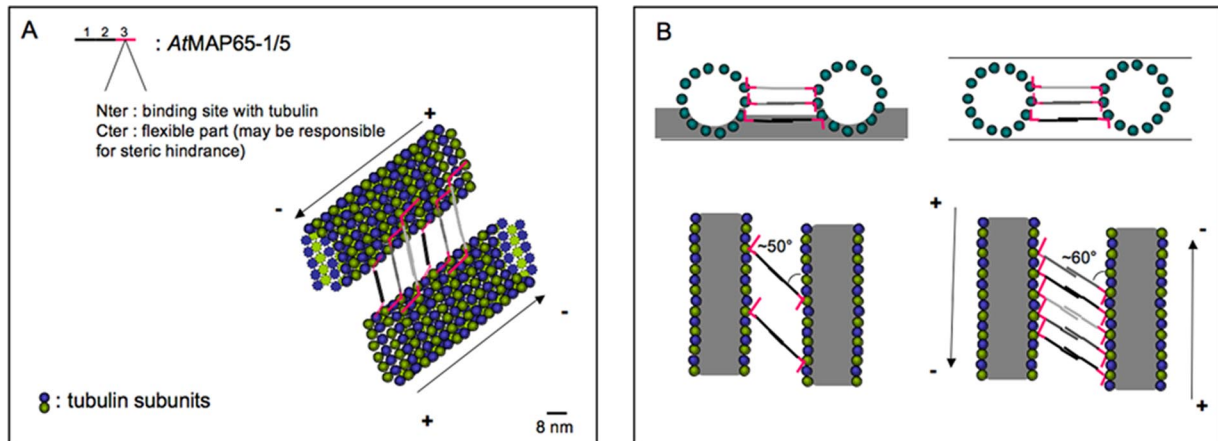 A
1 2 3
: AtMAP65-1/5
Nter : binding site with tubulin
Cter : flexible part (may be responsible
for steric hindrance)
+
-
-
+
: tubulin subunits
8 nm
B
~50°
+
-
~60°
-
+